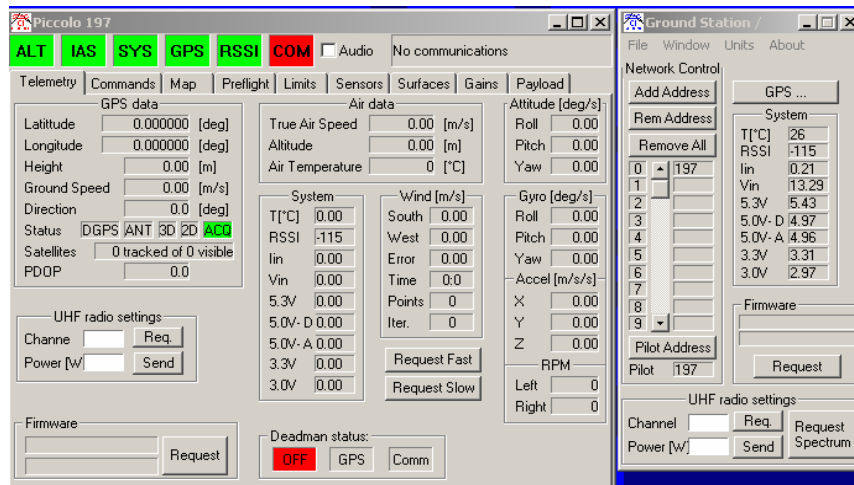 Piccolo 197
ALT IAS SYS GPS RSSI COM Audio No communications
Telemetry Commands Map Preflight Limits Sensors Surfaces Gains Payload
GPS data
Latittude 0.000000 [deg]
Longitude 0.000000 [deg]
Height 0.00 [m]
Ground Speed 0.00 [m/s]
Direction 0.0 [deg]
Status DGPS ANT 3D 2D ACQ
Satellites 0 tracked of 0 visible
PDOP 0.0
UHF radio settings
Channe Req.
Power [W Send
Firmware
Request
Air data
True Air Speed 0.00 [m/s]
Altitude 0.00 [m]
Air Temperature 0 [°C]
System
T[°C] 0.00
RSSI -115
Iin 0.00
Vin 0.00
5.3V 0.00
5.0V- D 0.00
5.0V- A 0.00
3.3V 0.00
3.0V 0.00
Wind [m/s]
South 0.00
West 0.00
Error 0.00
Time 0:0
Points 0
Iter. 0
Request Fast
Request Slow
Deadman status:
OFF GPS Comm
Attitude [deg/s]
Roll 0.00
Pitch 0.00
Yaw 0.00
Gyro [deg/s]
Roll 0.00
Pitch 0.00
Yaw 0.00
Accel [m/s/s]
X 0.00
Y 0.00
Z 0.00
RPM
Left 0
Right 0
Ground Station /
File Window Units About
Network Control
Add Address
Rem Address
Remove All
0 197
1
2
3
4
5
6
7
8
9
Pilot Address
Pilot 197
GPS ...
System
T[°C] 26
RSSI -115
Iin 0.21
Vin 13.29
5.3V 5.43
5.0V- D 4.97
5.0V- A 4.96
3.3V 3.31
3.0V 2.97
Firmware
Request
UHF radio settings
Channel Req. Request
Power [W] Send Spectrum